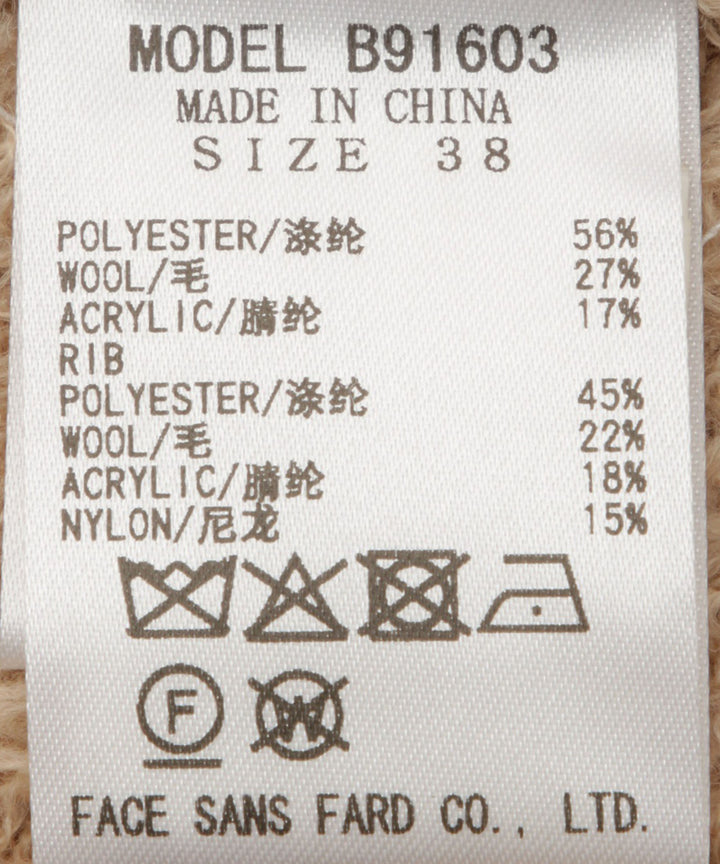 MODEL B91603
MADE IN CHINA
SIZE 38
POLYESTER/涤纶 56%
WOOL/毛 27%
ACRYLIC/腈纶 17%
RIB
POLYESTER/涤纶 45%
WOOL/毛 22%
ACRYLIC/腈纶 18%
NYLON/尼龙 15%
F W
FACE SANS FARD CO., LTD.